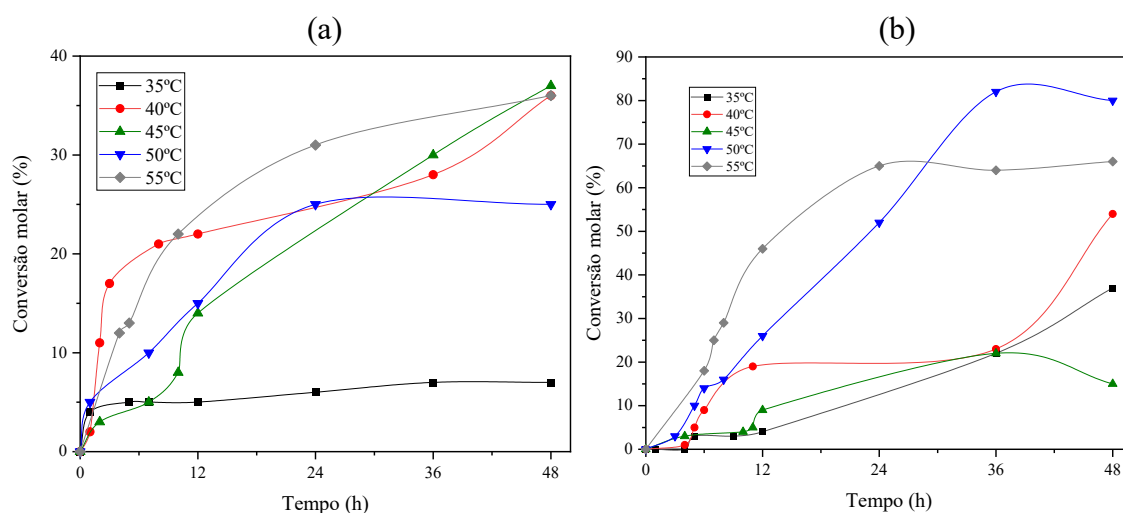 (a)
40
30
20
10
0
Conversão molar (%)
35ºC
40ºC
45ºC
50ºC
55ºC
0 12 24 36 48
Tempo (h)
(b)
90
80
70
60
50
40
30
20
10
0
Conversão molar (%)
35ºC
40ºC
45ºC
50ºC
55ºC
0 12 24 36 48
Tempo (h)